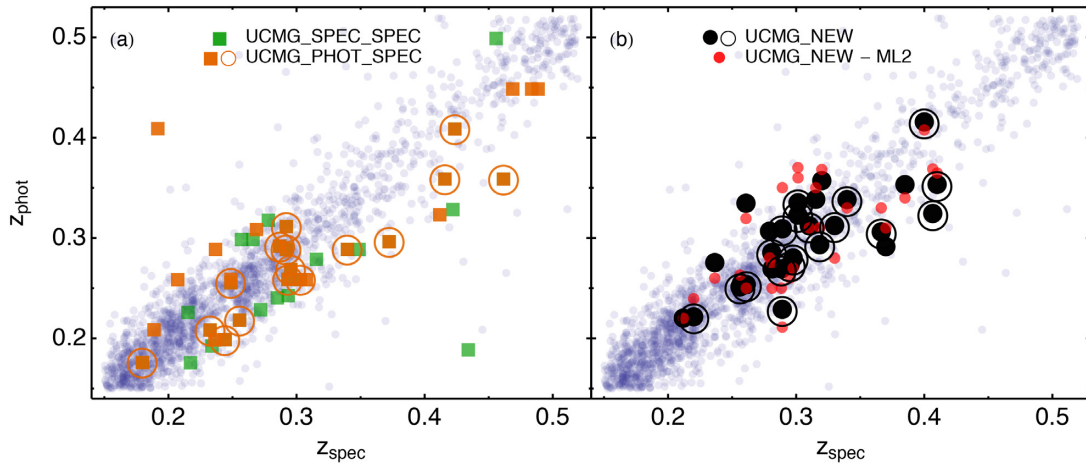 (a) UCMG_SPEC_SPEC
UCMG_PHOT_SPEC
(b) UCMG_NEW
UCMG_NEW – ML2
0.5
0.4
0.3
0.2
z_phot
0.2 0.3 0.4 0.5
0.2 0.3 0.4 0.5
z_spec
z_spec